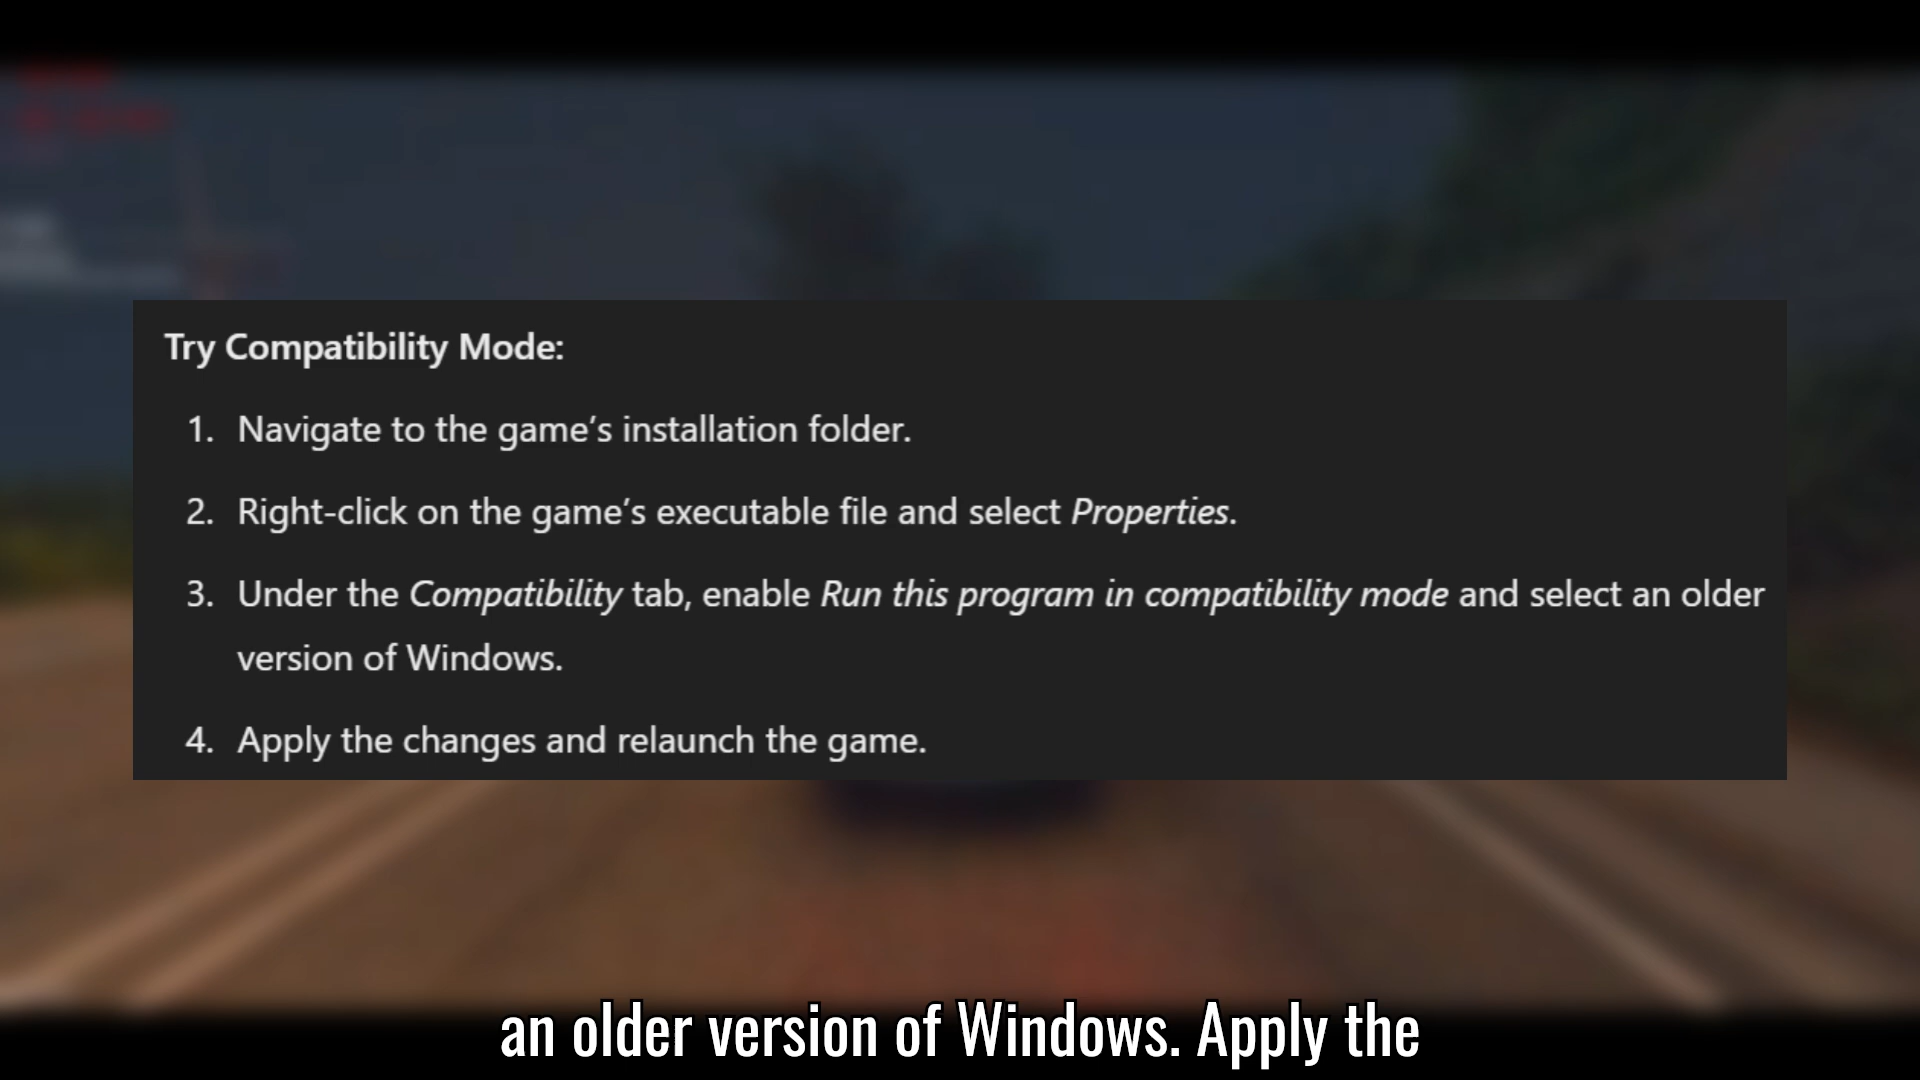 Try Compatibility Mode:
1. Navigate to the game’s installation folder.
2. Right-click on the game’s executable file and select Properties.
3. Under the Compatibility tab, enable Run this program in compatibility mode and select an older
version of Windows.
4. Apply the changes and relaunch the game.
an older version of Windows. Apply the